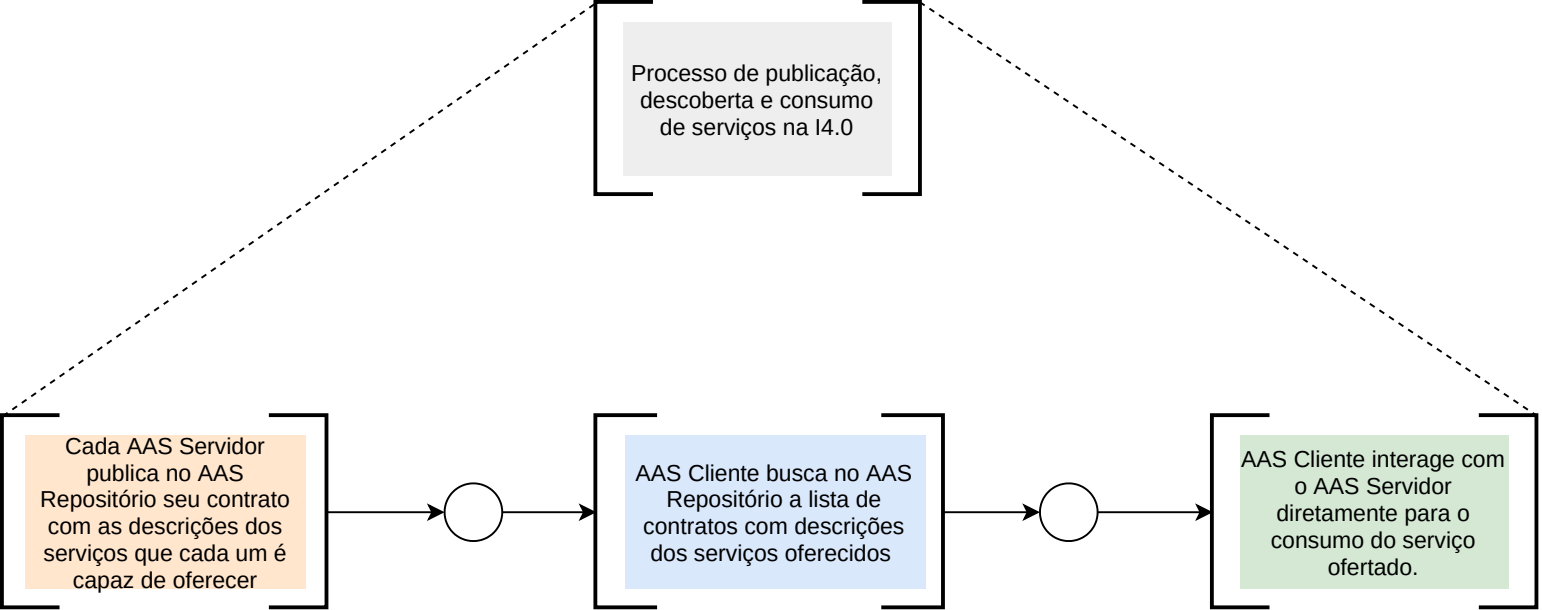 Processo de publicação,
descoberta e consumo
de serviços na I4.0
Cada AAS Servidor
publica no AAS
Repositório seu contrato
com as descrições dos
serviços que cada um é
capaz de oferecer
AAS Cliente busca no AAS
Repositório a lista de
contratos com descrições
dos serviços oferecidos
AAS Cliente interage com
o AAS Servidor
diretamente para o
consumo do serviço
ofertado.